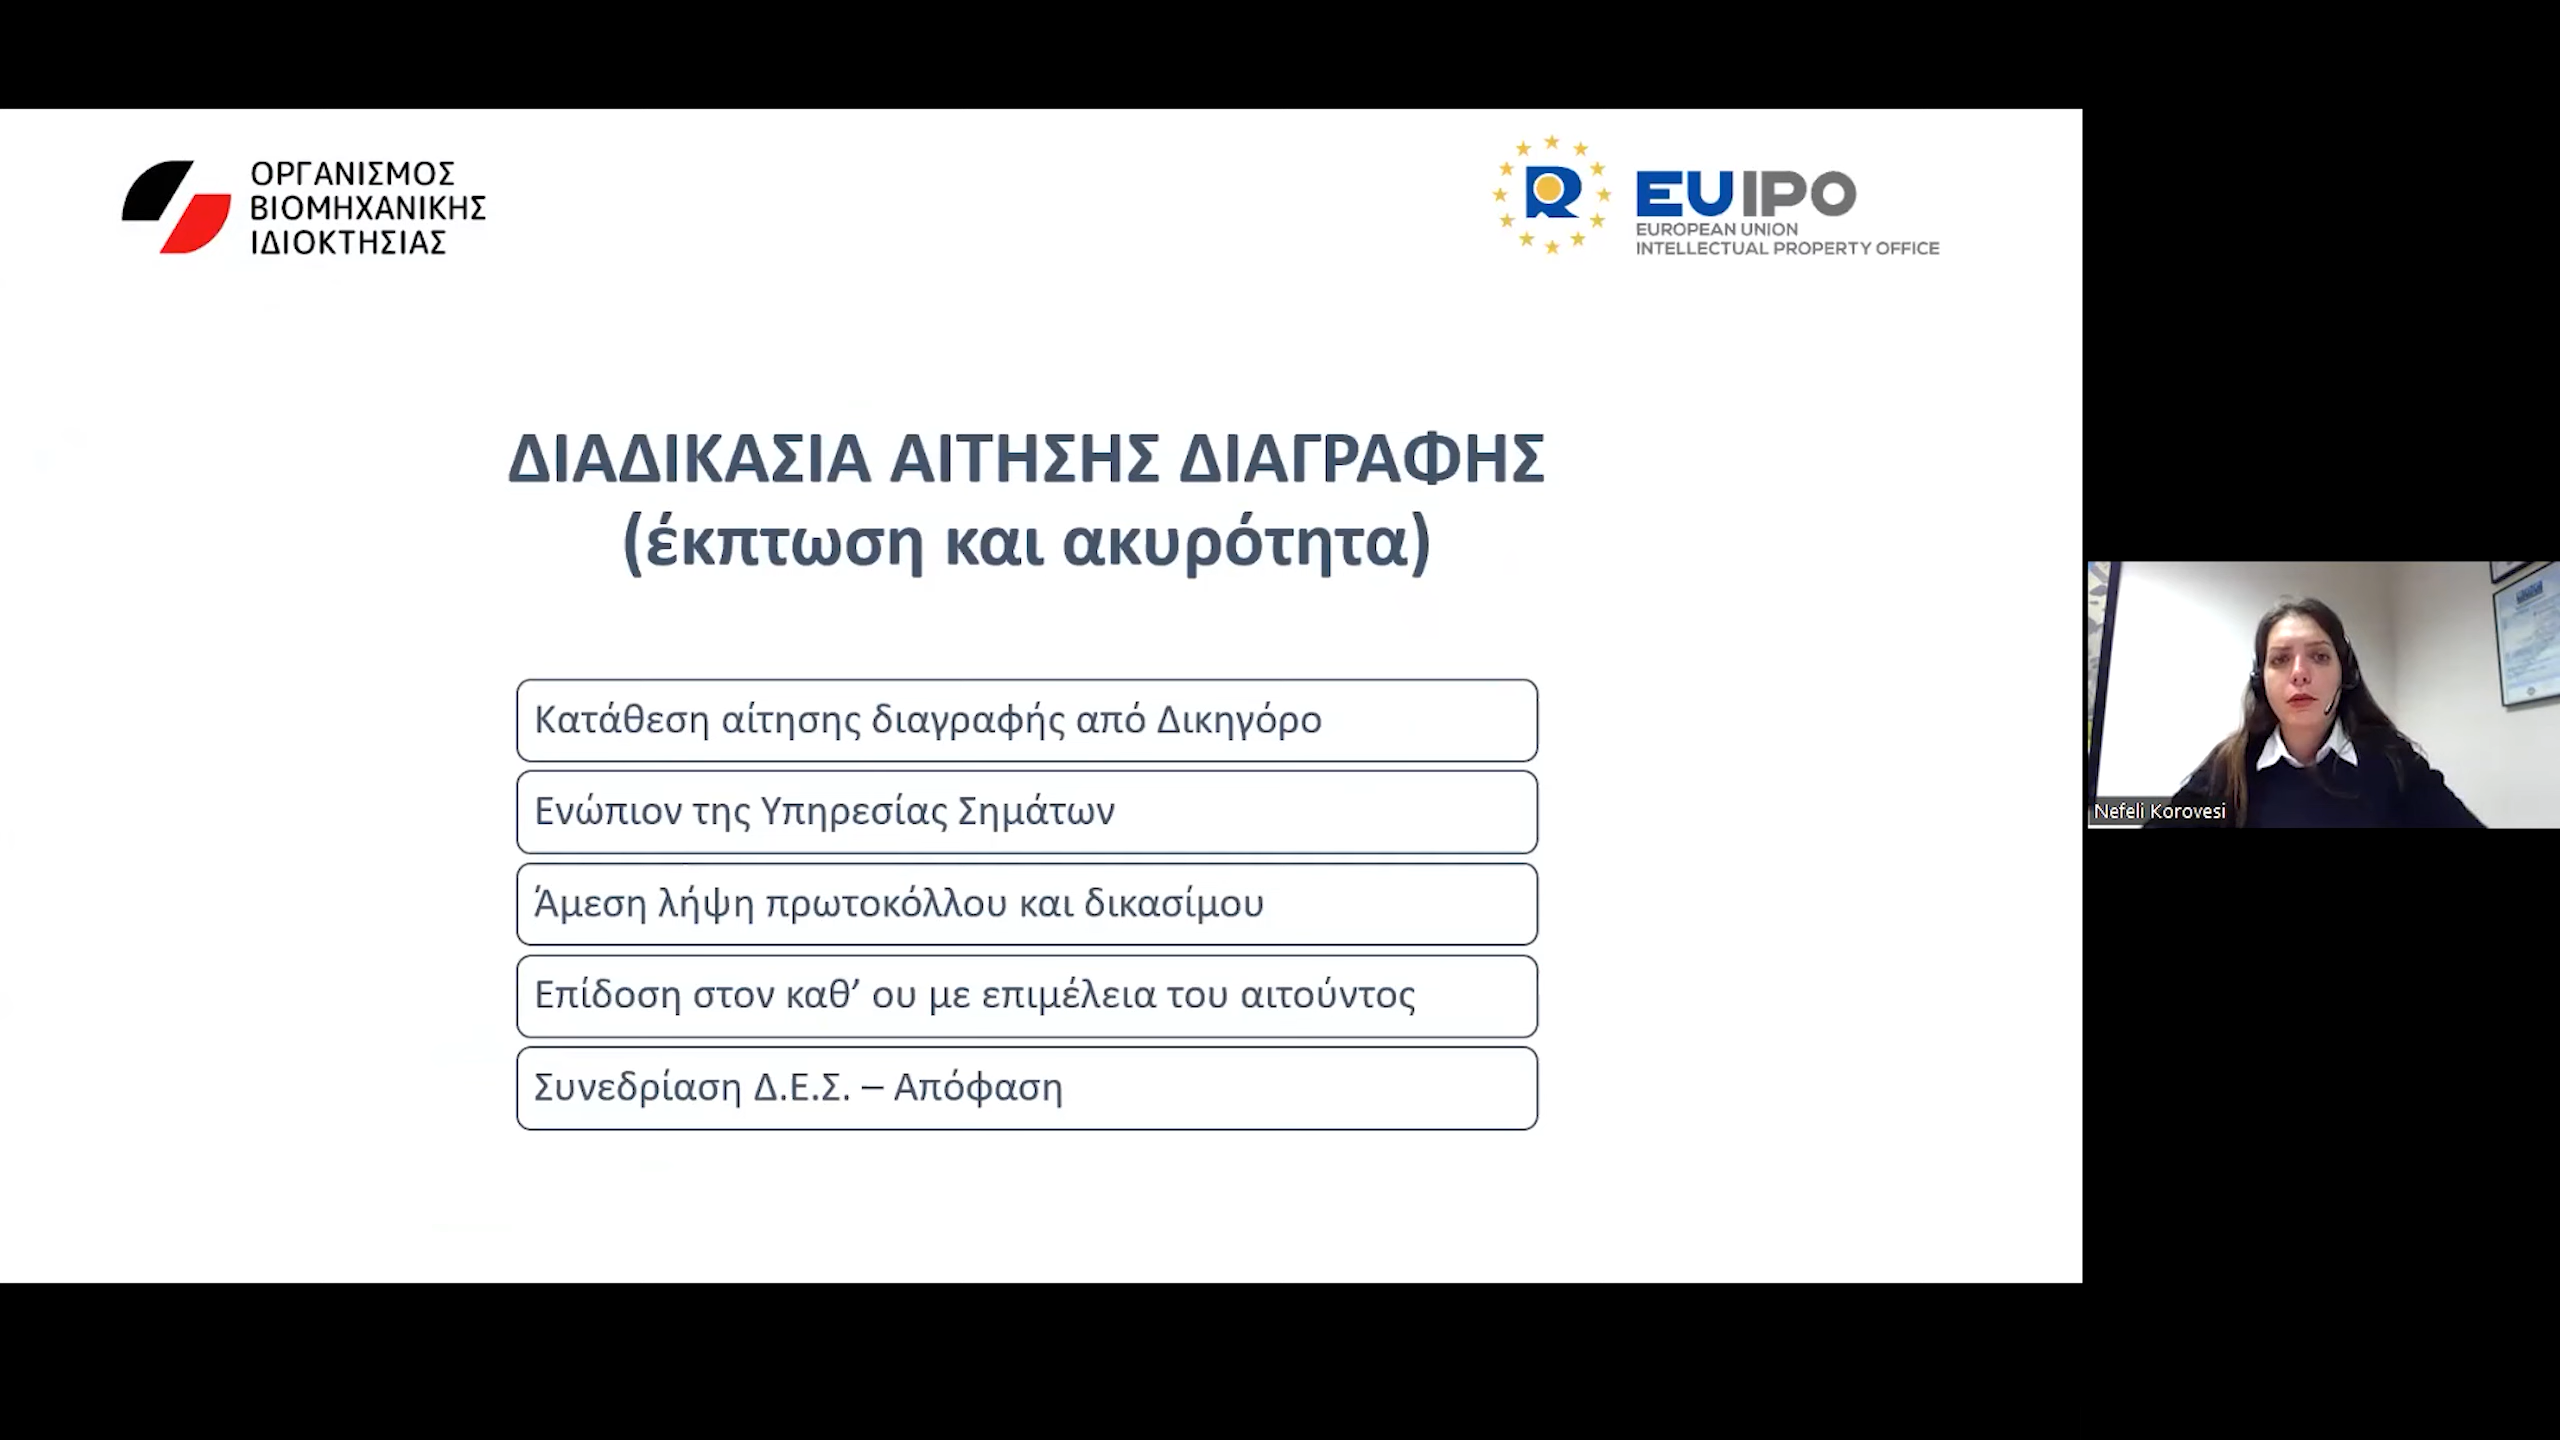 ΟΡΓΑΝΙΣΜΟΣ
ΒΙΟΜΗΧΑΝΙΚΗΣ
ΙΔΙΟΚΤΗΣΙΑΣ
EUIPO
EUROPEAN UNION
INTELLECTUAL PROPERTY OFFICE
ΔΙΑΔΙΚΑΣΙΑ ΑΙΤΗΣΗΣ ΔΙΑΓΡΑΦΗΣ
(έκπτωση και ακυρότητα)
Κατάθεση αίτησης διαγραφής από Δικηγόρο
Ενώπιον της Υπηρεσίας Σημάτων
Άμεση λήψη πρωτοκόλλου και δικασίμου
Επίδοση στον καθ’ ου με επιμέλεια του αιτούντος
Συνεδρίαση Δ.Ε.Σ. – Απόφαση
Nefeli Korovesi